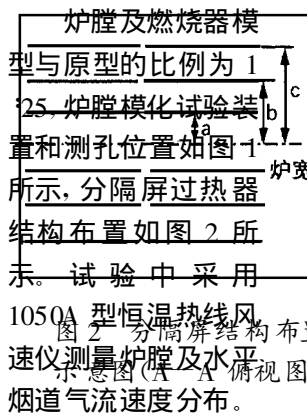 炉膛及燃烧器模
型与原型的比例为 1
:25, 炉膛模化试验装
置和测孔位置如图 1
所示, 分隔屏过热器
结构布置如图 2 所
示。试验中采用
1050A 型恒温热线风
速仪测量炉膛及水平
烟道气流速度分布。
a
b
c
炉宽
图 2 分隔屏结构布置
示意图(A—A 俯视图